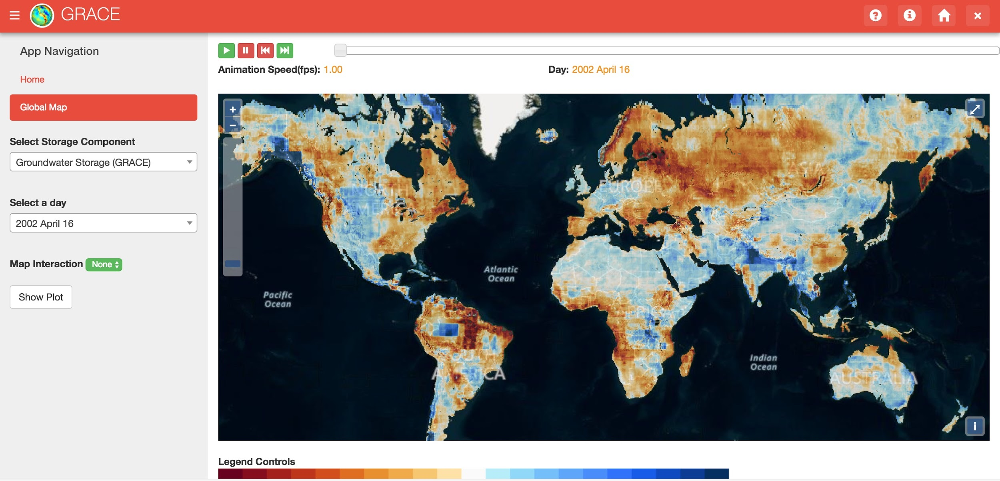 GRACE
App Navigation
Home
Global Map
Select Storage Component
Groundwater Storage (GRACE)
Select a day
2002 April 16
Map Interaction None
Show Plot
Animation Speed(fps): 1.00
Day: 2002 April 16
+
−
NORTH
AMERICA
EUROPE
ASIA
Atlantic
Ocean
Pacific
Ocean
AFRICA
SOUTH
AMERICA
Indian
Ocean
AUSTRALIA
i
Legend Controls